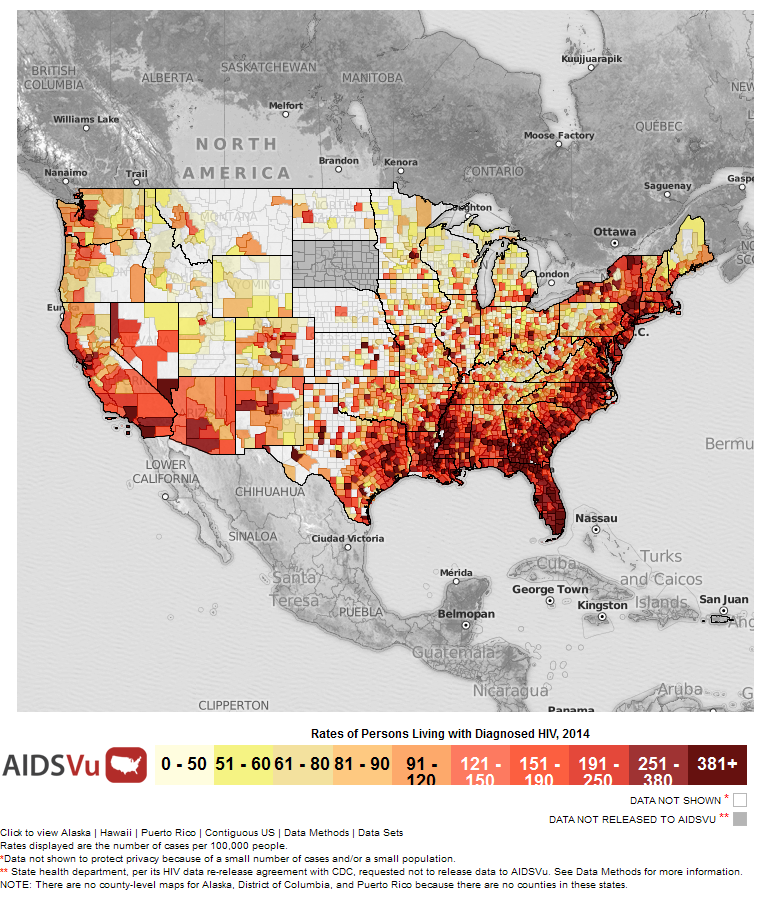 Kuujjuarapik
BRITISH
COLUMBIA
ALBERTA
SASKATCHEWAN
MANITOBA
NEW
Melfort
Williams Lake
Moose Factory
QUÉBEC
NORTH
AMERICA
Brandon
Kenora
ONTARIO
Nanaimo
Trail
Saguenay
Gaspé
MONTANA
NORTH
Ottawa
London
WYOMING
ARIZONA
C.
Bermu
LOWER
CALIFORNIA
CHIHUAHUA
SINALOA
Ciudad Victoria
Nassau
Turks
and Caicos
Islands
Santa
Teresa
Mérida
Cuba
George Town
San Juan
Kingston
PUEBLA
Belmopan
Guatemala
Nicaragua
Aruba
CLIPPERTON
Panama
Rates of Persons Living with Diagnosed HIV, 2014
AIDSVu
0 - 50 51 - 60 61 - 80 81 - 90 91 - 120 121 - 150 151 - 190 191 - 250 251 - 380 381+
DATA NOT SHOWN *
DATA NOT RELEASED TO AIDSVU **
Click to view Alaska | Hawaii | Puerto Rico | Contiguous US | Data Methods | Data Sets
Rates displayed are the number of cases per 100,000 people.
*Data not shown to protect privacy because of a small number of cases and/or a small population.
** State health department, per its HIV data re-release agreement with CDC, requested not to release data to AIDSVu. See Data Methods for more information.
NOTE: There are no county-level maps for Alaska, District of Columbia, and Puerto Rico because there are no counties in these states.